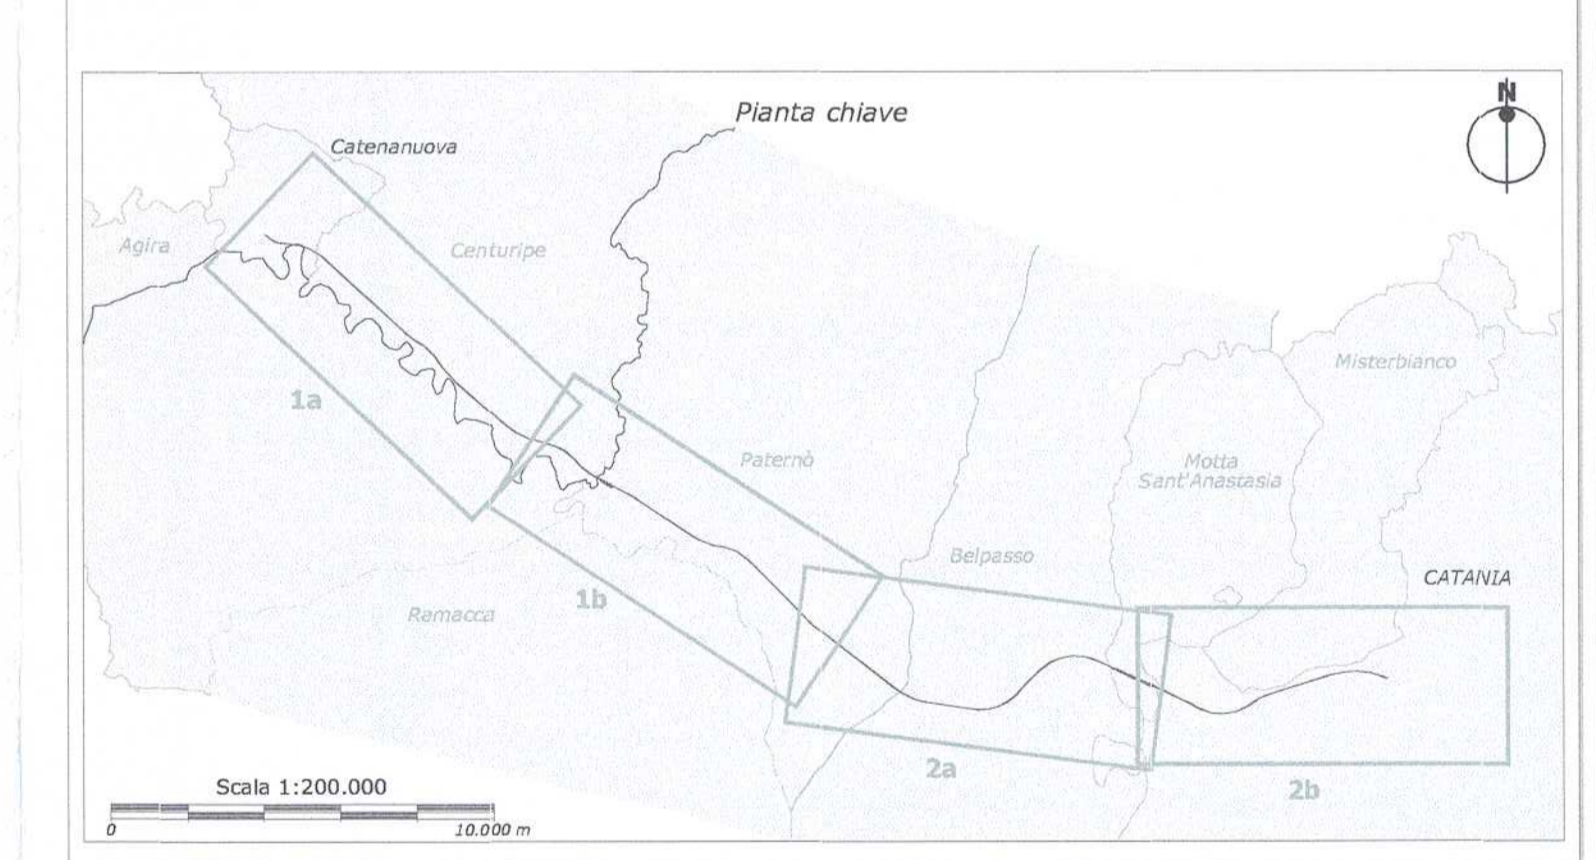 Pianta chiave
N
Catenanuova
Agira
Centuripe
Misterbianco
1a
Paternò
Motta
Sant'Anastasia
Belpasso
CATANIA
Ramacca
1b
2a
2b
Scala 1:200.000
0
10.000 m